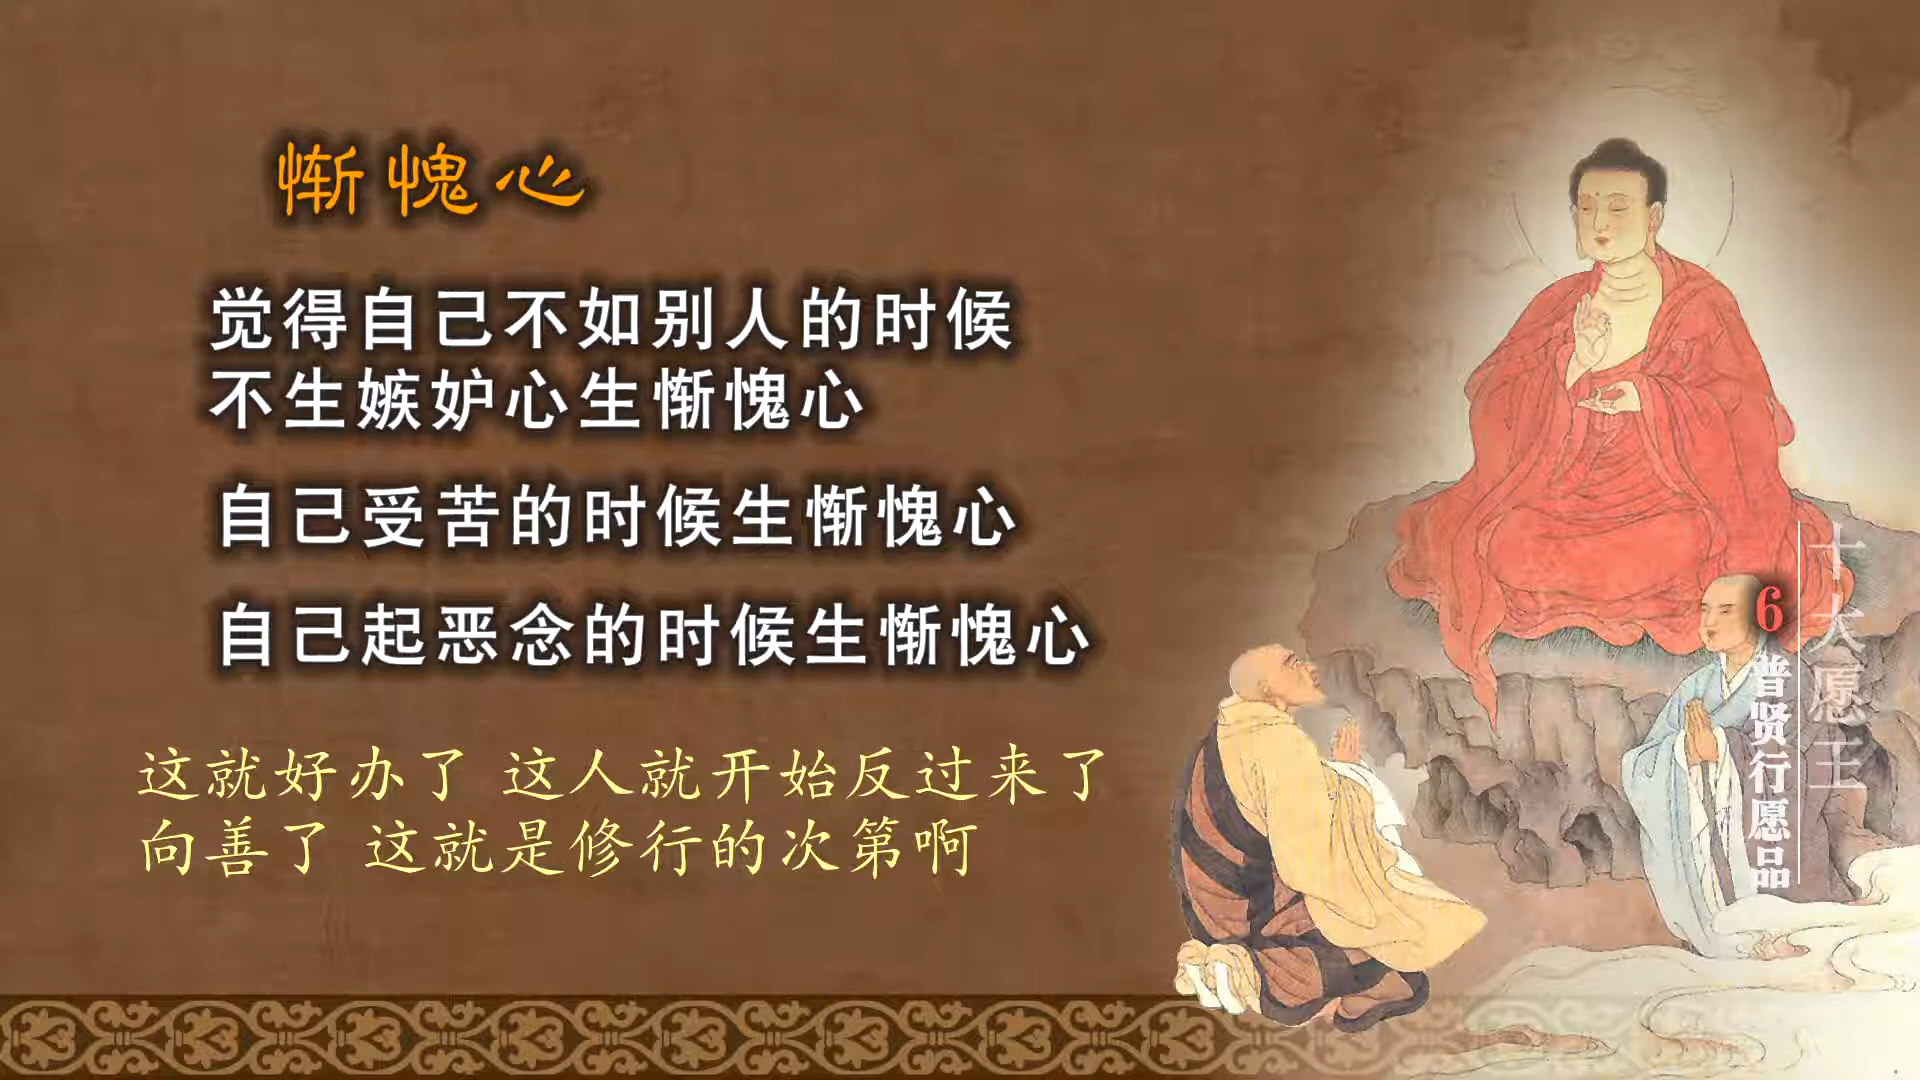 惭愧心
觉得自己不如别人的时候
不生嫉妒心生惭愧心
自己受苦的时候生惭愧心
自己起恶念的时候生惭愧心
这就好办了 这人就开始反过来了
向善了 这就是修行的次第啊
十大愿王
6 普贤行愿品